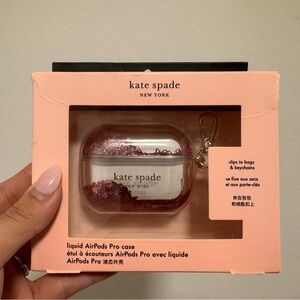 kate spade
NEW YORK
kate spade
NEW YORK
clips to bags
& keychains
se fixe aux sacs
et aux porte-clés
夹在包包
和钥匙扣上
liquid AirPods Pro case
étui à écouteurs AirPods Pro avec liquide
AirPods Pro 液态外壳